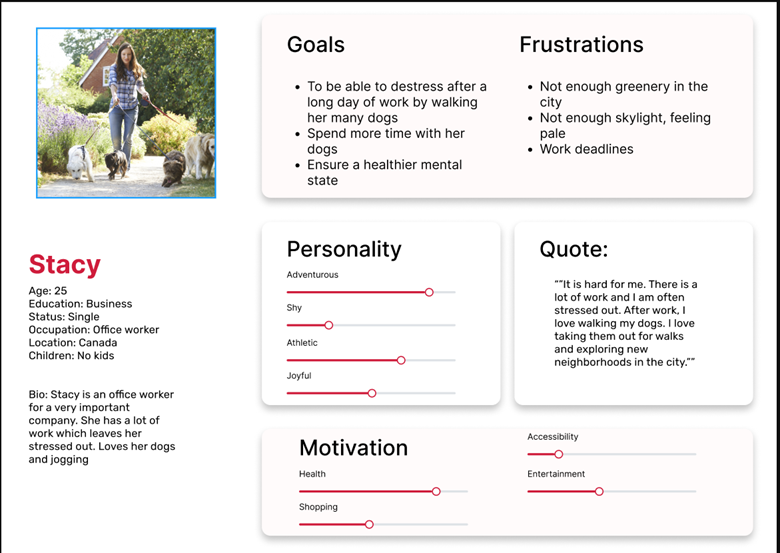 Stacy
Age: 25
Education: Business
Status: Single
Occupation: Office worker
Location: Canada
Children: No kids
Bio: Stacy is an office worker
for a very important
company. She has a lot of
work which leaves her
stressed out. Loves her dogs
and jogging
Goals
• To be able to destress after a
long day of work by walking
her many dogs
• Spend more time with her
dogs
• Ensure a healthier mental
state
Frustrations
• Not enough greenery in the
city
• Not enough skylight, feeling
pale
• Work deadlines
Personality
Adventurous
Shy
Athletic
Joyful
Quote:
““It is hard for me. There is a
lot of work and I am often
stressed out. After work, I
love walking my dogs. I love
taking them out for walks
and exploring new
neighborhoods in the city.””
Motivation
Health
Shopping
Accessibility
Entertainment